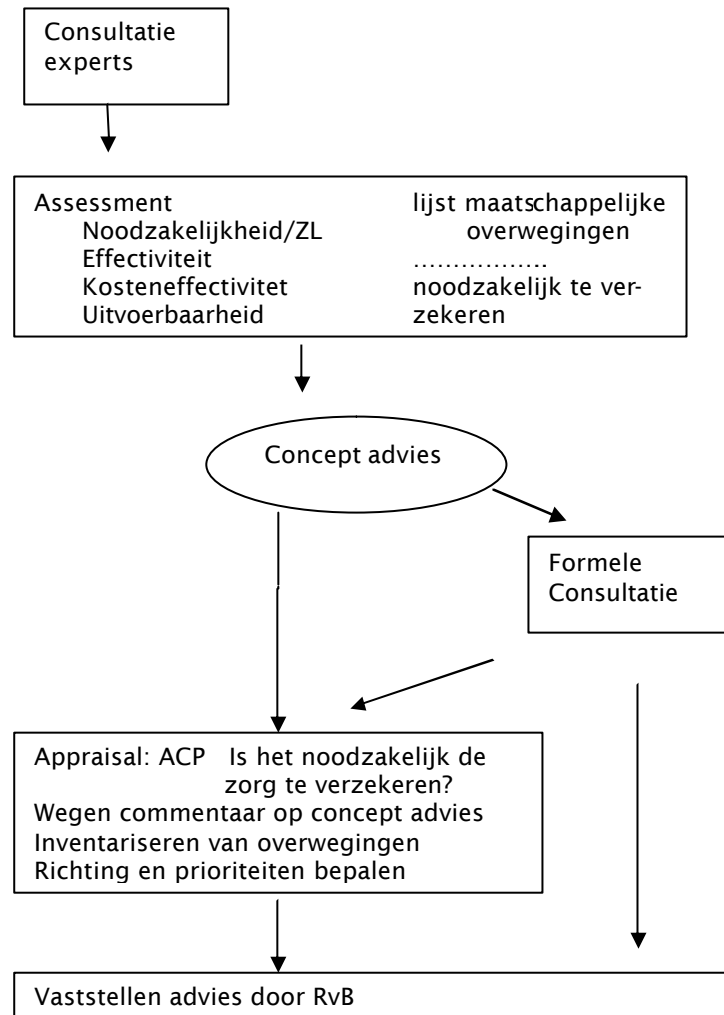 Consultatie
experts
Assessment
Noodzakelijkheid/ZL
Effectiviteit
Kosteneffectivitet
Uitvoerbaarheid
lijst maatschappelijke
overwegingen
.................
noodzakelijk te ver-
zekeren
Concept advies
Formele
Consultatie
Appraisal: ACP Is het noodzakelijk de
zorg te verzekeren?
Wegen commentaar op concept advies
Inventariseren van overwegingen
Richting en prioriteiten bepalen
Vaststellen advies door RvB